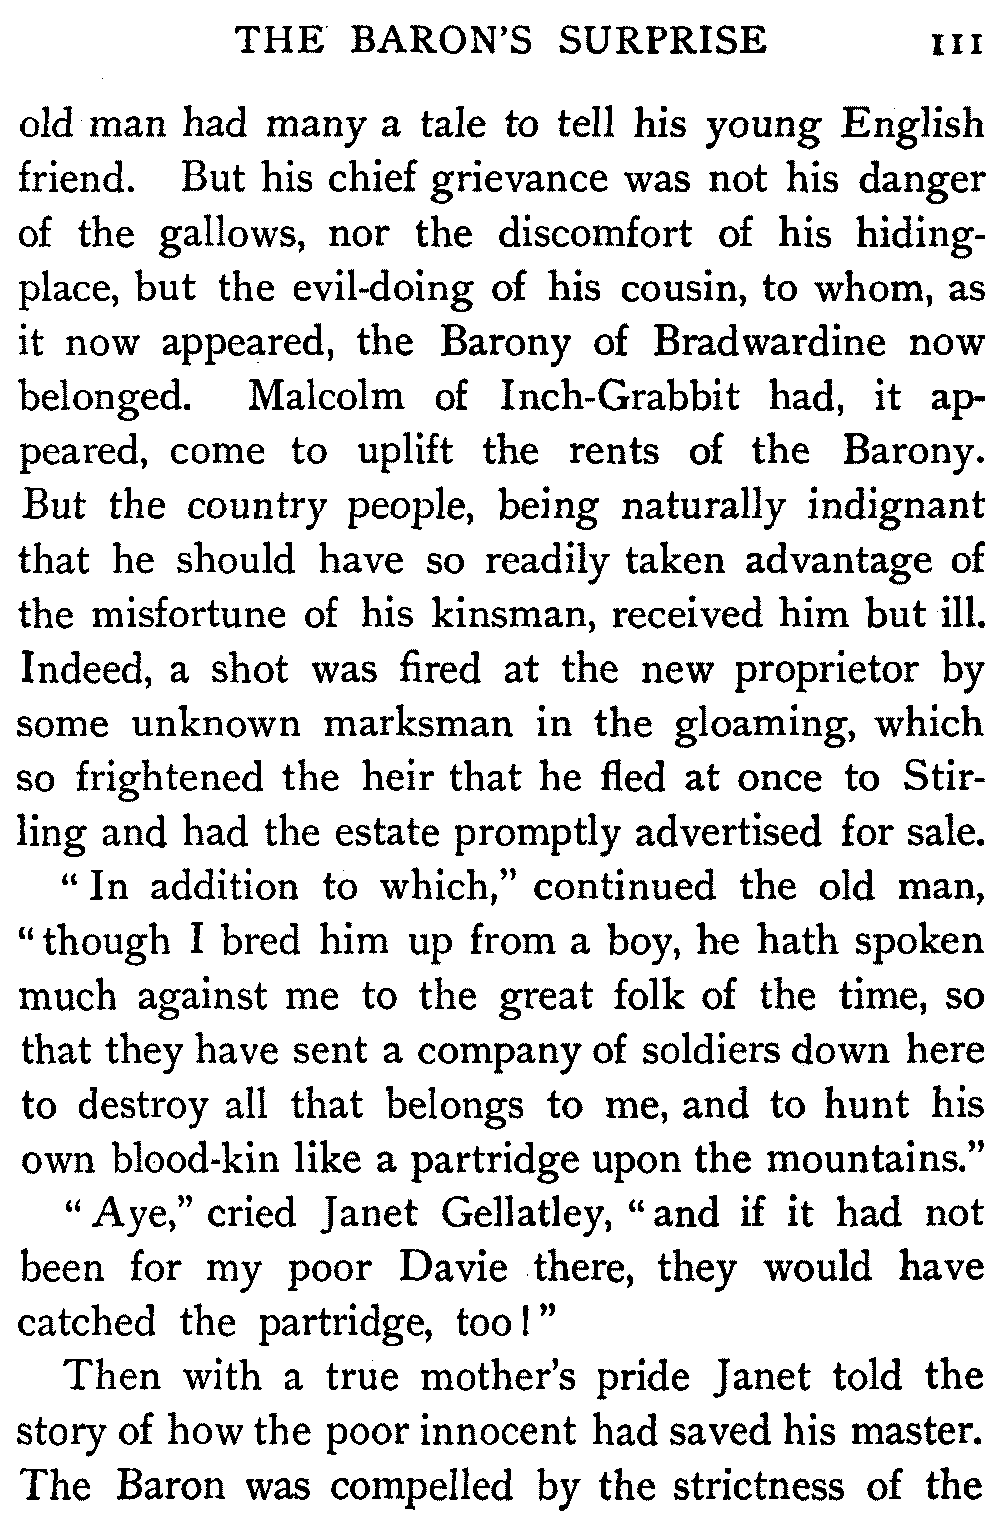 THE BARON'S SURPRISE 111
old man had many a tale to tell his young English
friend. But his chief grievance was not his danger
of the gallows, nor the discomfort of his hiding-
place, but the evil-doing of his cousin, to whom, as
it now appeared, the Barony of Bradwardine now
belonged. Malcolm of Inch-Grabbit had, it ap-
peared, come to uplift the rents of the Barony.
But the country people, being naturally indignant
that he should have so readily taken advantage of
the misfortune of his kinsman, received him but ill.
Indeed, a shot was fired at the new proprietor by
some unknown marksman in the gloaming, which
so frightened the heir that he fled at once to Stir-
ling and had the estate promptly advertised for sale.
"In addition to which," continued the old man,
"though I bred him up from a boy, he hath spoken
much against me to the great folk of the time, so
that they have sent a company of soldiers down here
to destroy all that belongs to me, and to hunt his
own blood-kin like a partridge upon the mountains."
"Aye," cried Janet Gellatley, "and if it had not
been for my poor Davie there, they would have
catched the partridge, too!"
Then with a true mother's pride Janet told the
story of how the poor innocent had saved his master.
The Baron was compelled by the strictness of the